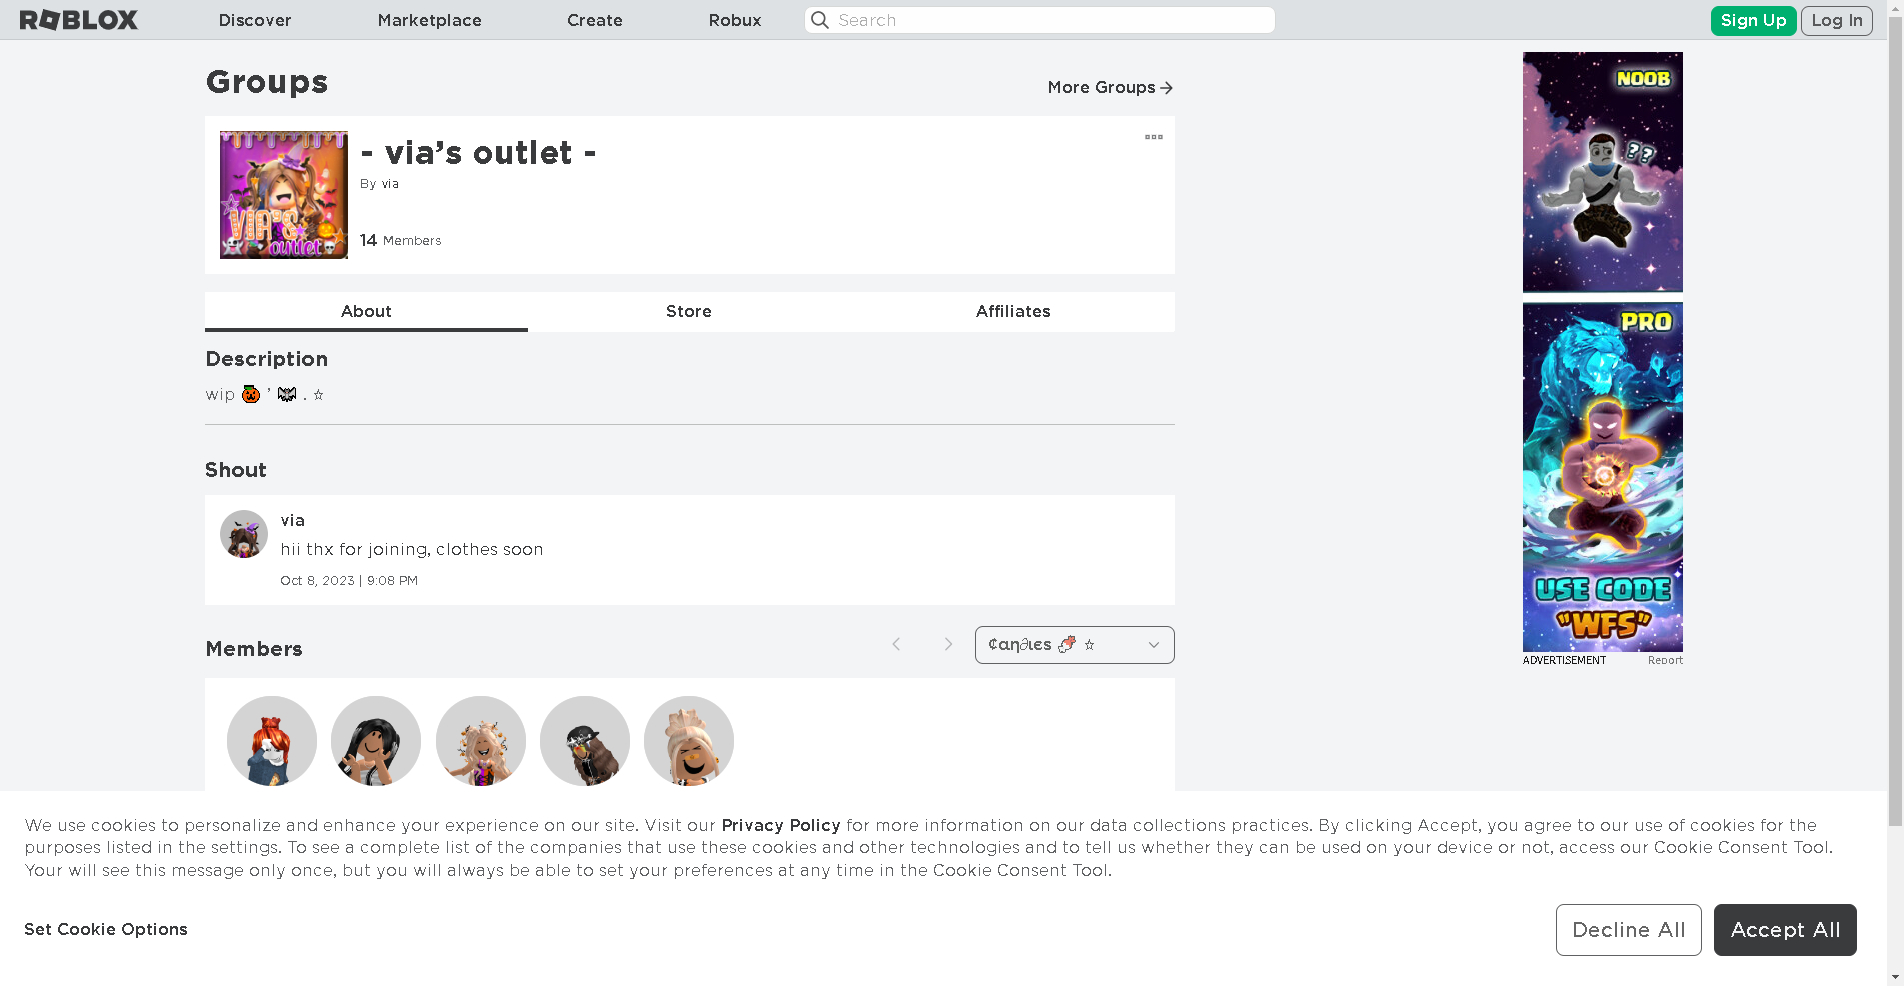 ROBLOX Discover Marketplace Create Robux Search Sign Up Log In
Groups
More Groups
- via’s outlet -
By via
14 Members
VIA'S
outlet
About Store Affiliates
Description
wip 🎃 ’ 🦇 . ☆
Shout
via
hii thx for joining, clothes soon
Oct 8, 2023 | 9:08 PM
Members
¢αη∂ιєѕ 🍬 ☆
NOOB
??
PRO
USE CODE
"WFS"
ADVERTISEMENT Report
We use cookies to personalize and enhance your experience on our site. Visit our Privacy Policy for more information on our data collections practices. By clicking Accept, you agree to our use of cookies for the
purposes listed in the settings. To see a complete list of the companies that use these cookies and other technologies and to tell us whether they can be used on your device or not, access our Cookie Consent Tool.
Your will see this message only once, but you will always be able to set your preferences at any time in the Cookie Consent Tool.
Set Cookie Options
Decline All
Accept All